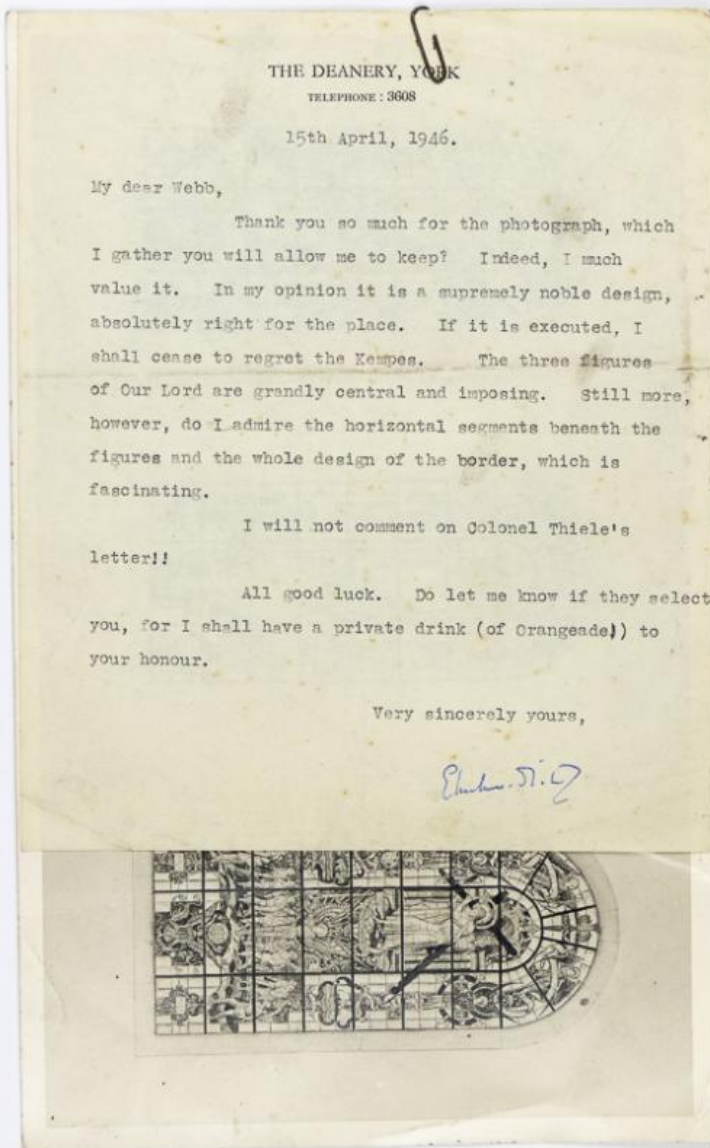 THE DEANERY, YORK
TELEPHONE : 3608
15th April, 1946.
My dear Webb,
Thank you so much for the photograph, which
I gather you will allow me to keep? Indeed, I much
value it. In my opinion it is a supremely noble design,
absolutely right for the place. If it is executed, I
shall cease to regret the Kempes. The three figures
of Our Lord are grandly central and imposing. Still more,
however, do I admire the horizontal segments beneath the
figures and the whole design of the border, which is
fascinating.
I will not comment on Colonel Thiele's
letter!!
All good luck. Do let me know if they select
you, for I shall have a private drink (of Orangeade!) to
your honour.
Very sincerely yours,